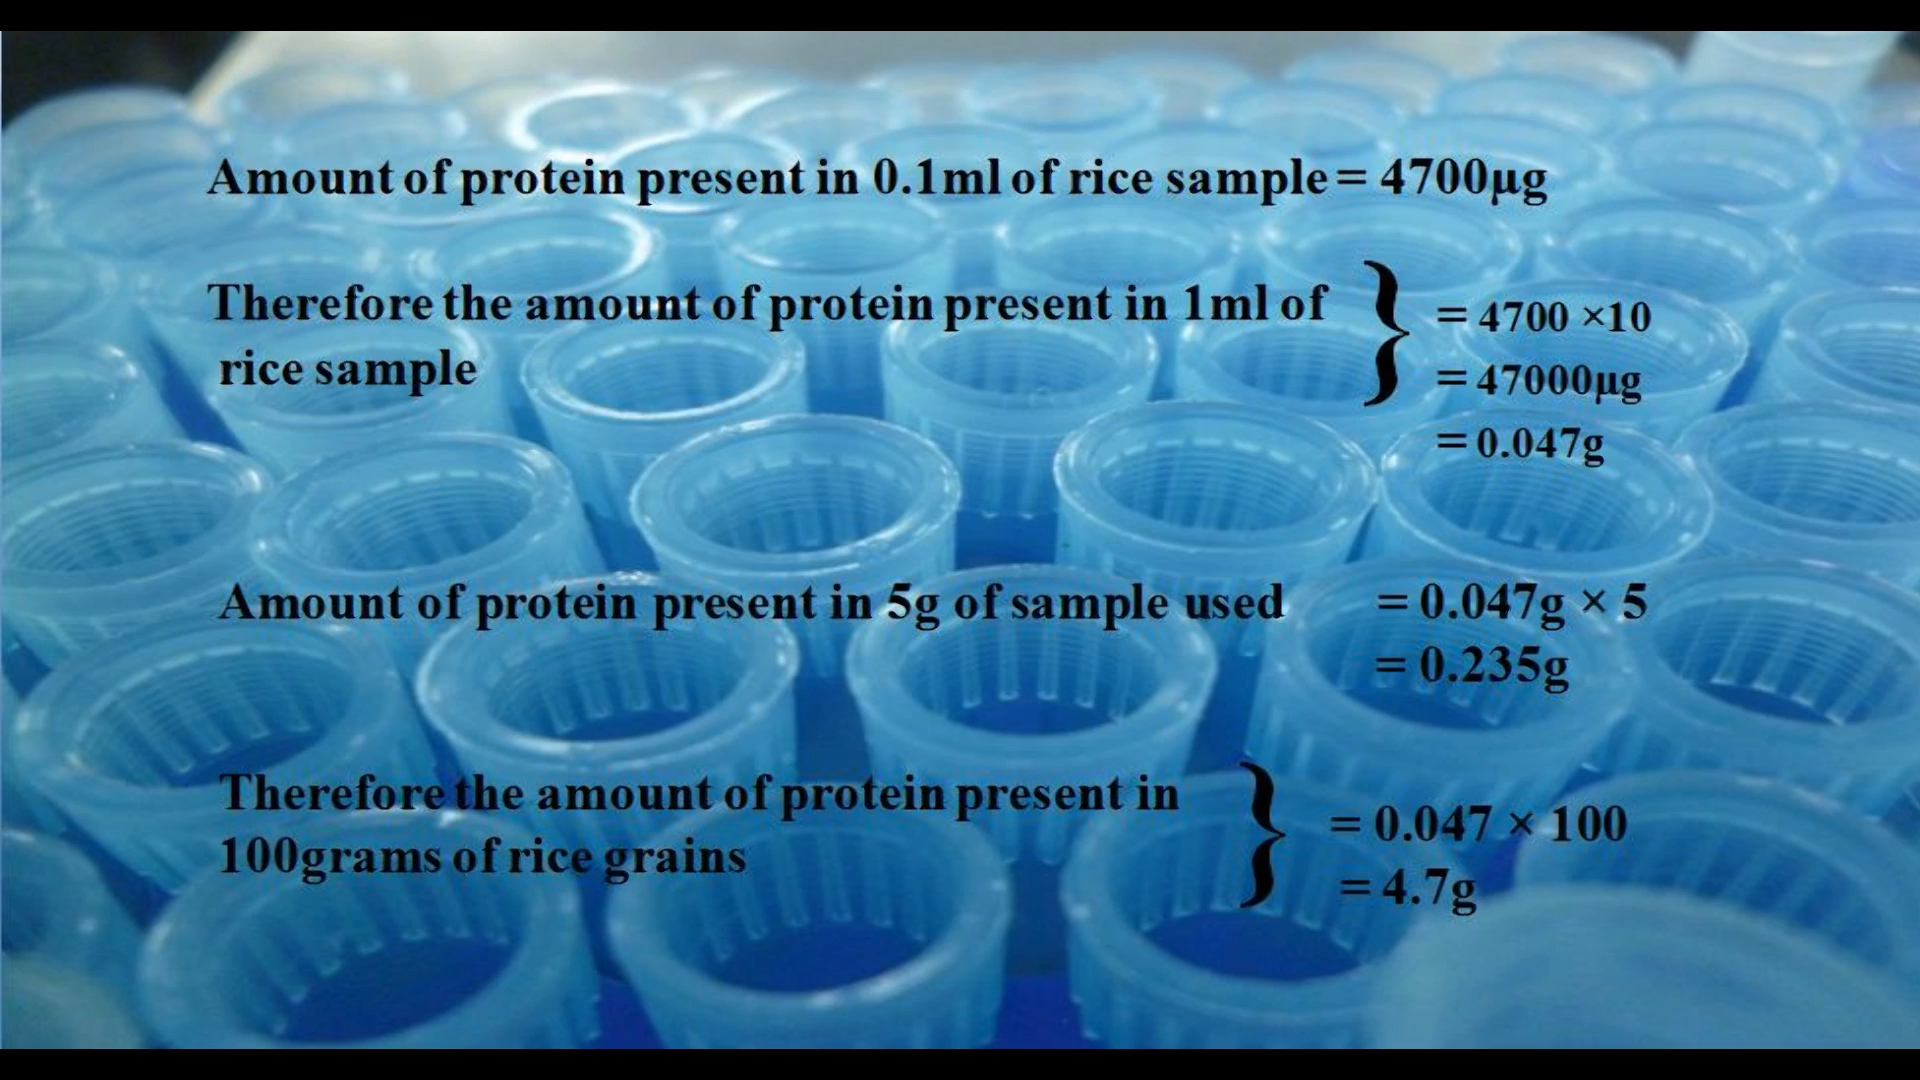 Amount of protein present in 0.1ml of rice sample = 4700µg
Therefore the amount of protein present in 1ml of
rice sample
= 4700 ×10
= 47000µg
= 0.047g
Amount of protein present in 5g of sample used = 0.047g × 5
= 0.235g
Therefore the amount of protein present in
100grams of rice grains
= 0.047 × 100
= 4.7g